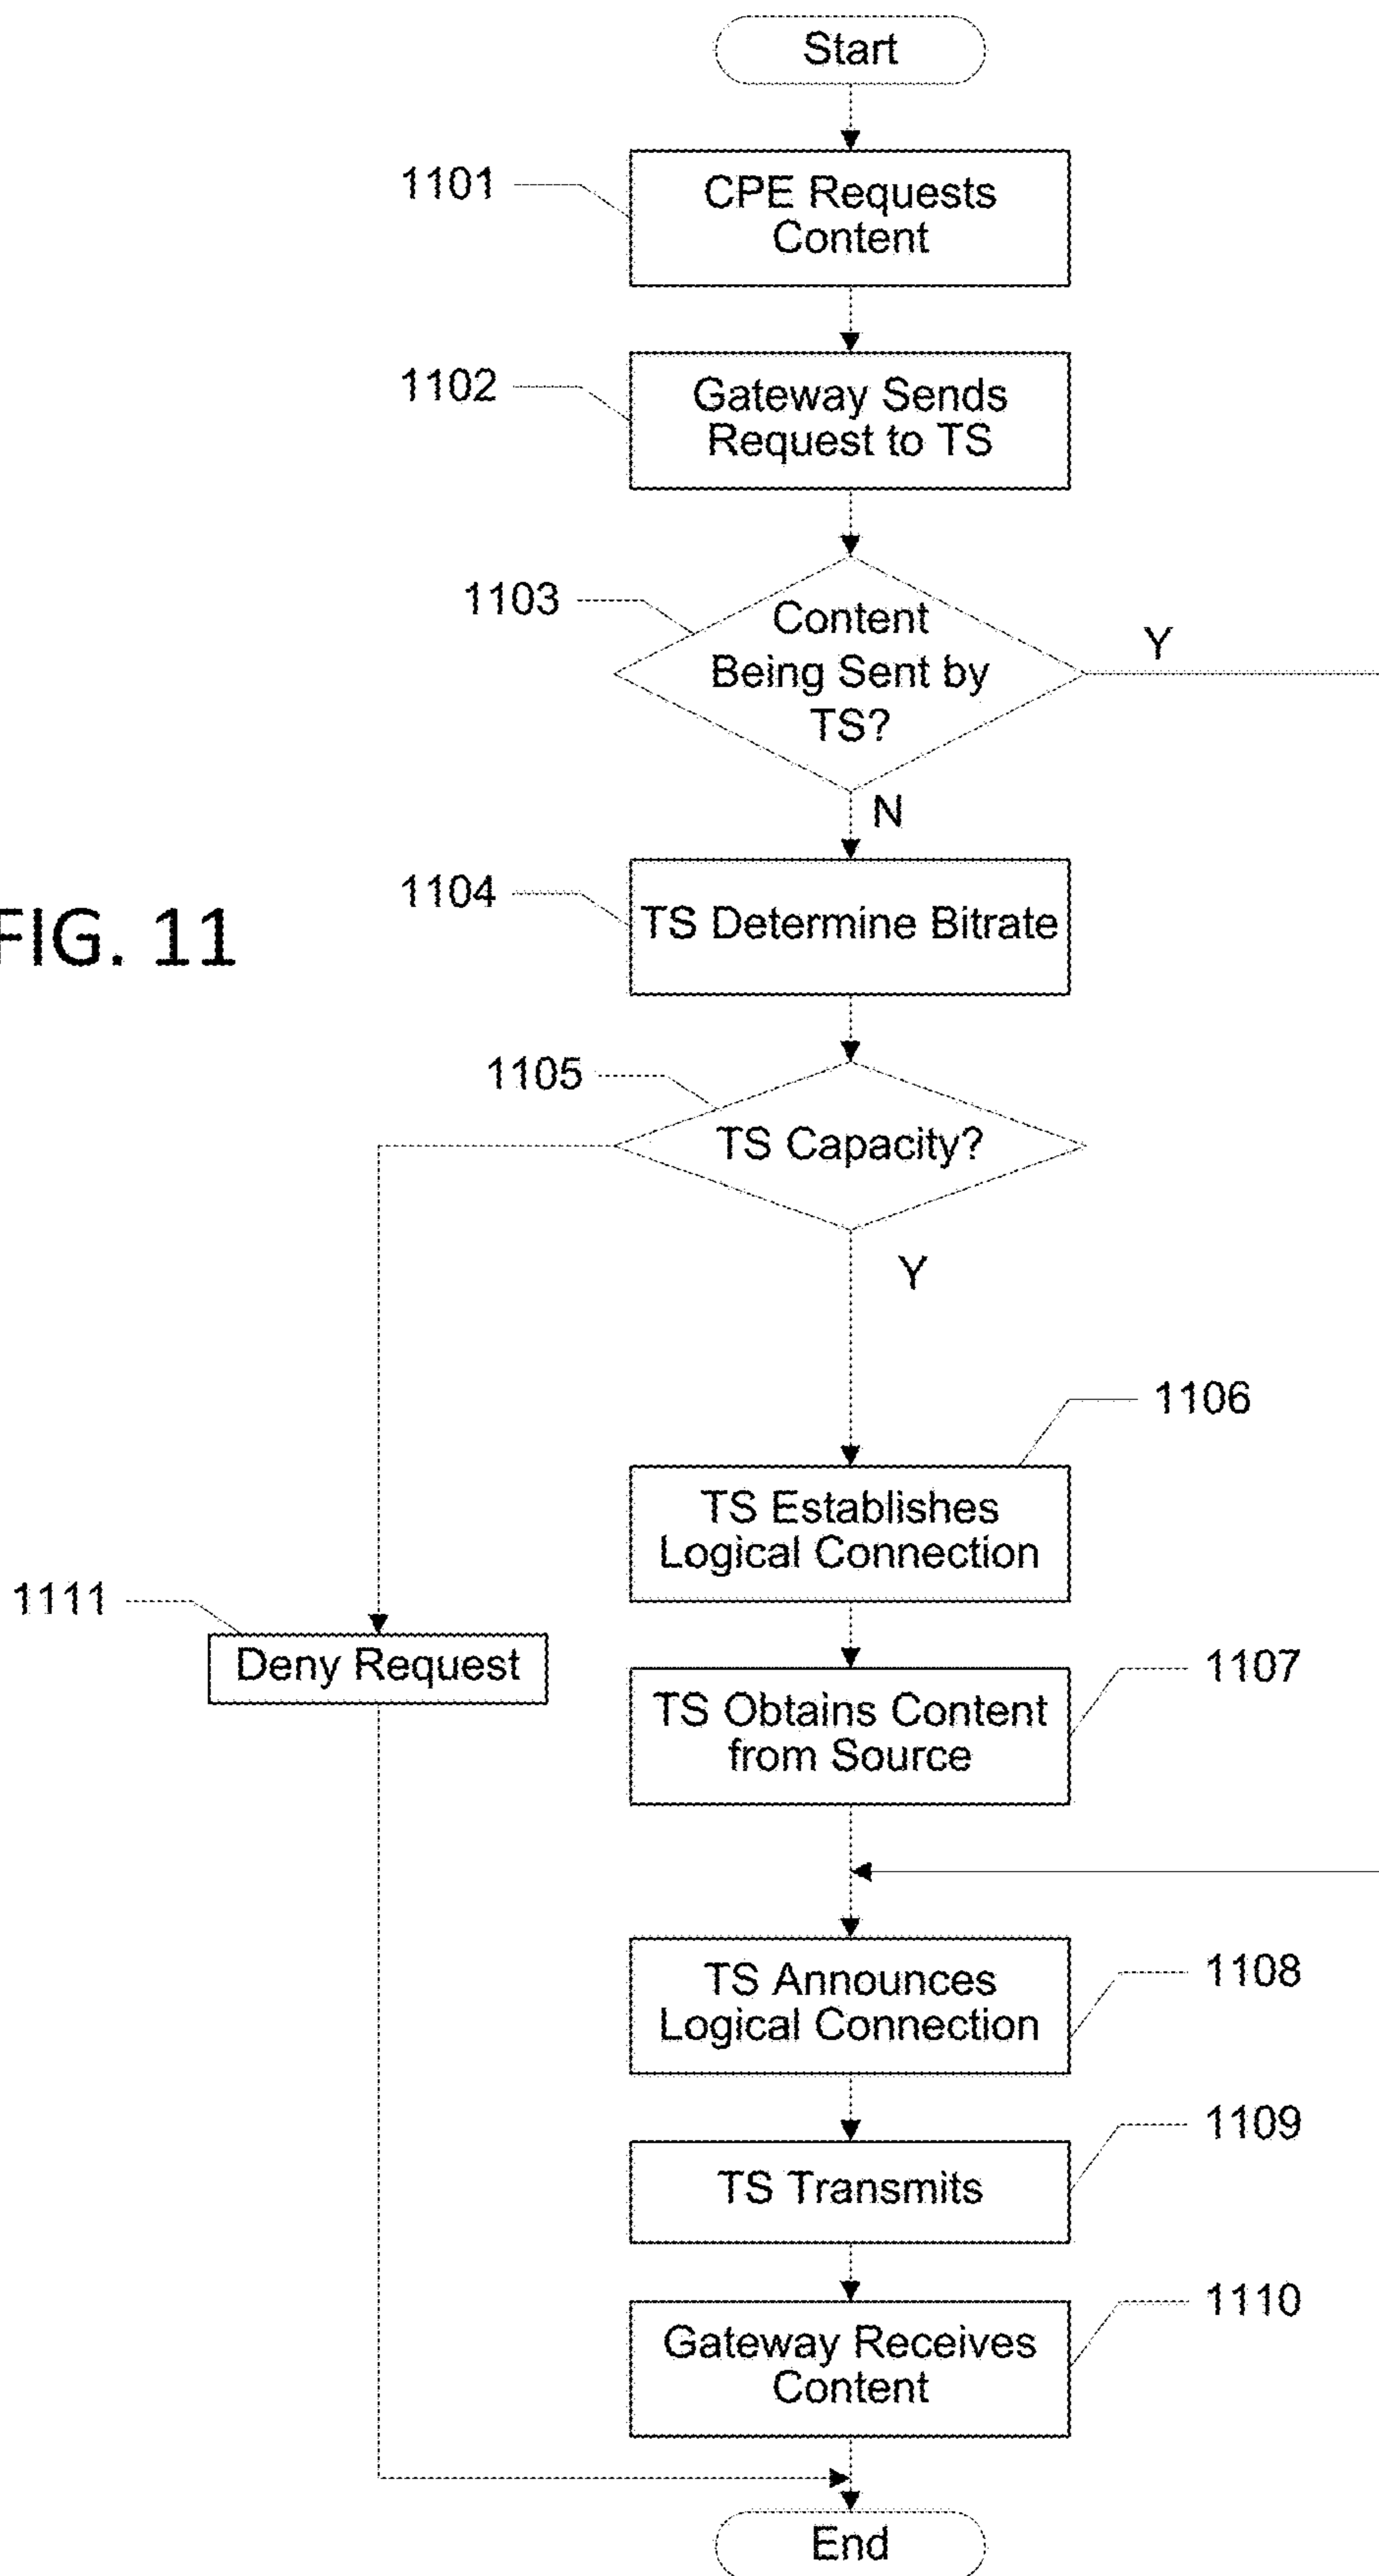 Start
1101
CPE Requests
Content
1102
Gateway Sends
Request to TS
1103
Content
Being Sent by
TS?
Y
N
FIG. 11
1104
TS Determine Bitrate
1105
TS Capacity?
Y
1106
TS Establishes
Logical Connection
1111
Deny Request
1107
TS Obtains Content
from Source
1108
TS Announces
Logical Connection
1109
TS Transmits
1110
Gateway Receives
Content
End